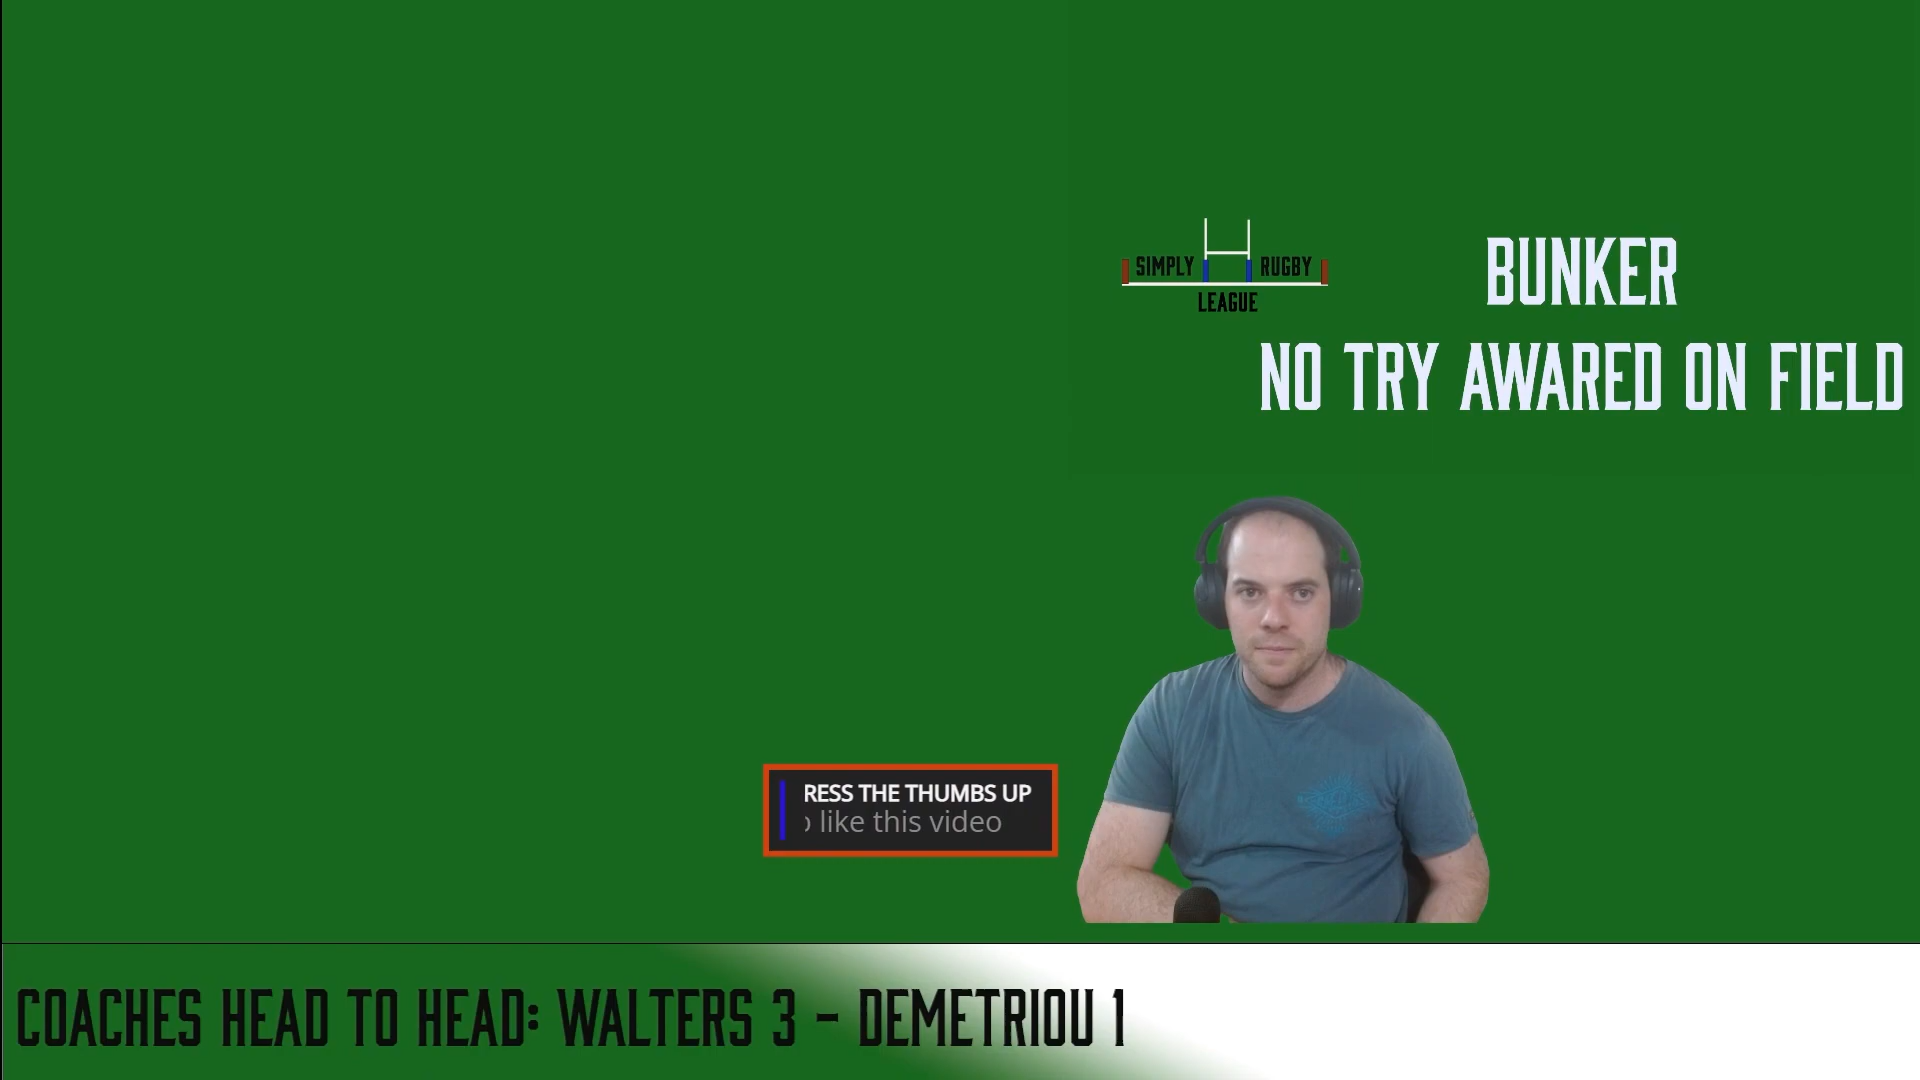 SIMPLY RUGBY
LEAGUE
BUNKER
NO TRY AWARED ON FIELD
RESS THE THUMBS UP
like this video
COACHES HEAD TO HEAD: WALTERS 3 - DEMETRIOU 1